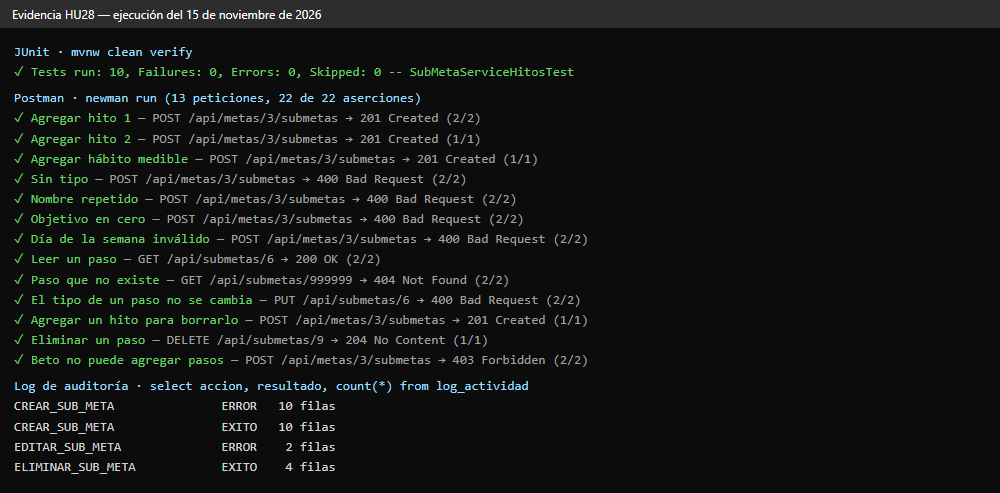 Evidencia HU28 — ejecución del 15 de noviembre de 2026
JUnit · mvnw clean verify
✓ Tests run: 10, Failures: 0, Errors: 0, Skipped: 0 -- SubMetaServiceHitosTest
Postman · newman run (13 peticiones, 22 de 22 aserciones)
✓ Agregar hito 1 — POST /api/metas/3/submetas → 201 Created (2/2)
✓ Agregar hito 2 — POST /api/metas/3/submetas → 201 Created (1/1)
✓ Agregar hábito medible — POST /api/metas/3/submetas → 201 Created (1/1)
✓ Sin tipo — POST /api/metas/3/submetas → 400 Bad Request (2/2)
✓ Nombre repetido — POST /api/metas/3/submetas → 400 Bad Request (2/2)
✓ Objetivo en cero — POST /api/metas/3/submetas → 400 Bad Request (2/2)
✓ Día de la semana inválido — POST /api/metas/3/submetas → 400 Bad Request (2/2)
✓ Leer un paso — GET /api/submetas/6 → 200 OK (2/2)
✓ Paso que no existe — GET /api/submetas/999999 → 404 Not Found (2/2)
✓ El tipo de un paso no se cambia — PUT /api/submetas/6 → 400 Bad Request (2/2)
✓ Agregar un hito para borrarlo — POST /api/metas/3/submetas → 201 Created (1/1)
✓ Eliminar un paso — DELETE /api/submetas/9 → 204 No Content (1/1)
✓ Beto no puede agregar pasos — POST /api/metas/3/submetas → 403 Forbidden (2/2)
Log de auditoría · select accion, resultado, count(*) from log_actividad
CREAR_SUB_META ERROR 10 filas
CREAR_SUB_META EXITO 10 filas
EDITAR_SUB_META ERROR 2 filas
ELIMINAR_SUB_META EXITO 4 filas